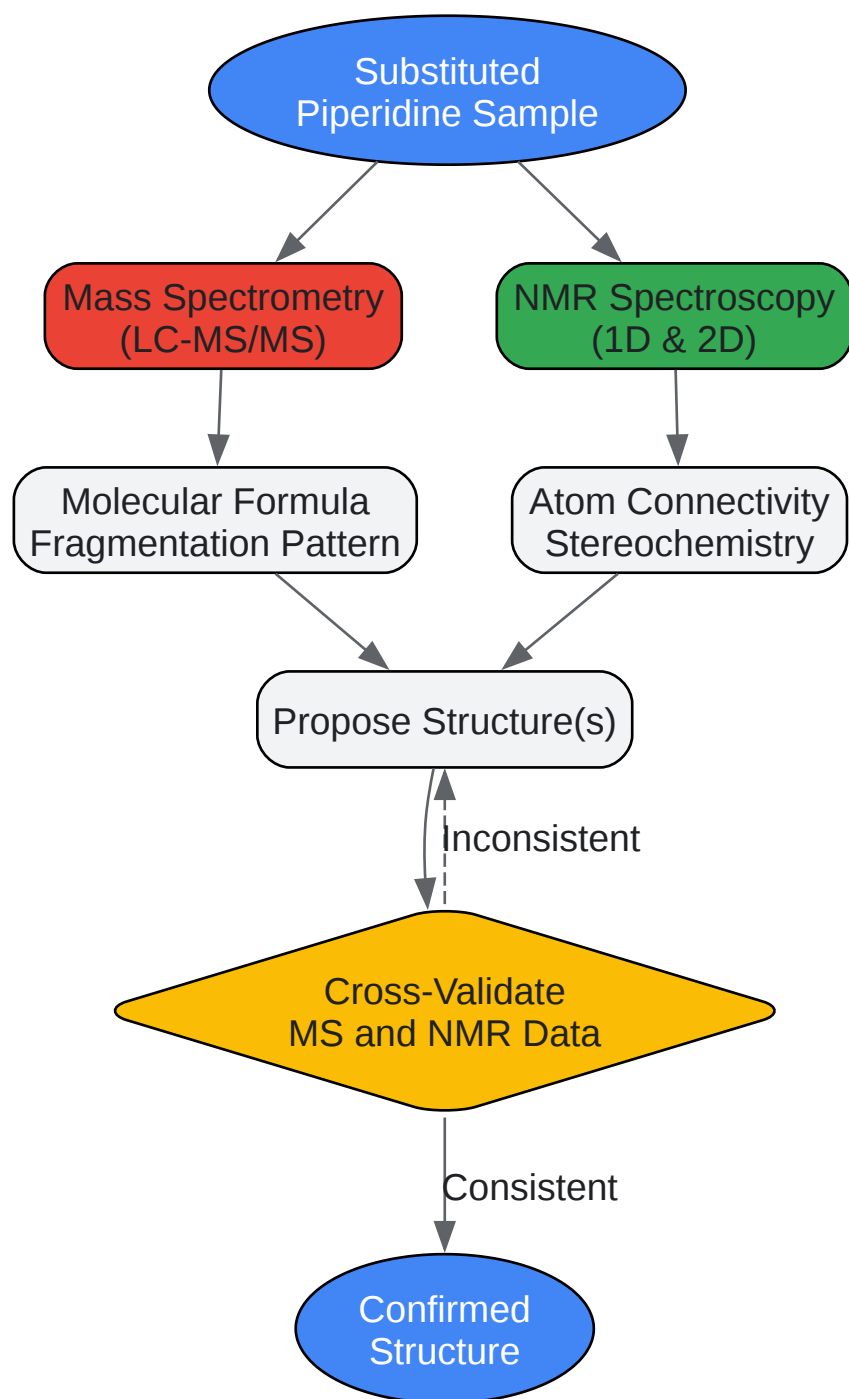 Substituted
Piperidine Sample
Mass Spectrometry
(LC-MS/MS)
NMR Spectroscopy
(1D & 2D)
Molecular Formula
Fragmentation Pattern
Atom Connectivity
Stereochemistry
Propose Structure(s)
Inconsistent
Cross-Validate
MS and NMR Data
Consistent
Confirmed
Structure